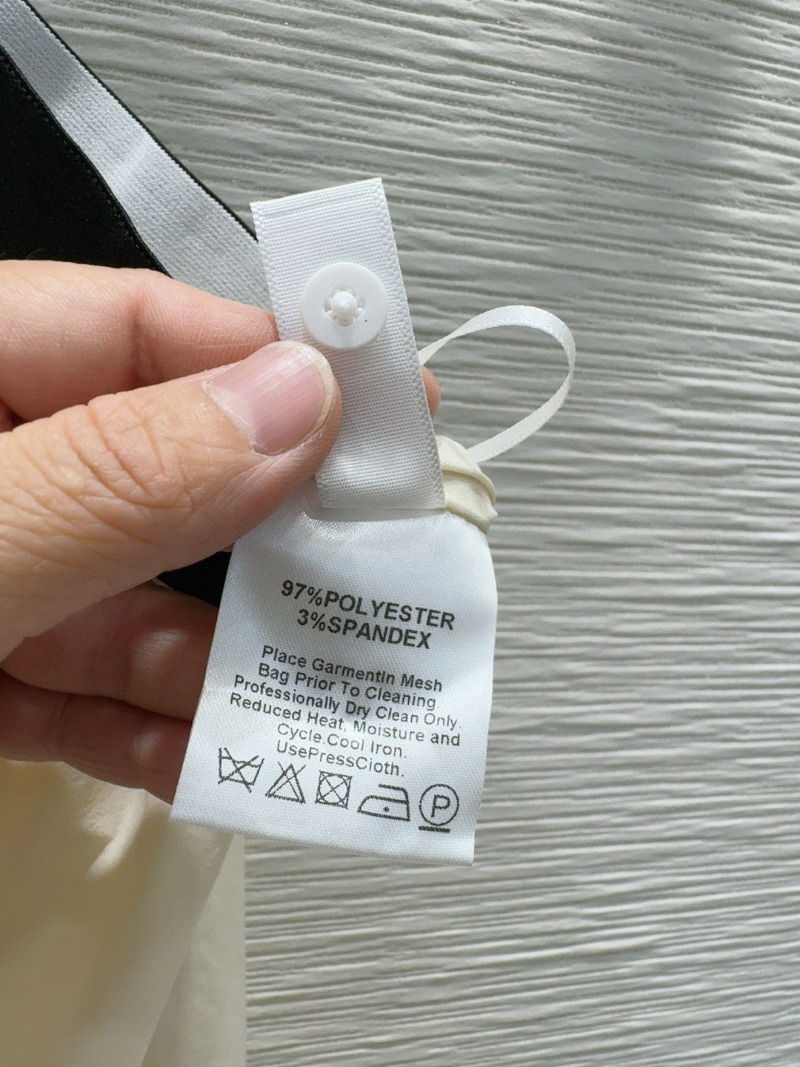 97%POLYESTER
3%SPANDEX
Place GarmentIn Mesh
Bag Prior To Cleaning
Professionally Dry Clean Only.
Reduced Heat, Moisture and
Cycle.Cool Iron.
UsePressCloth.
P